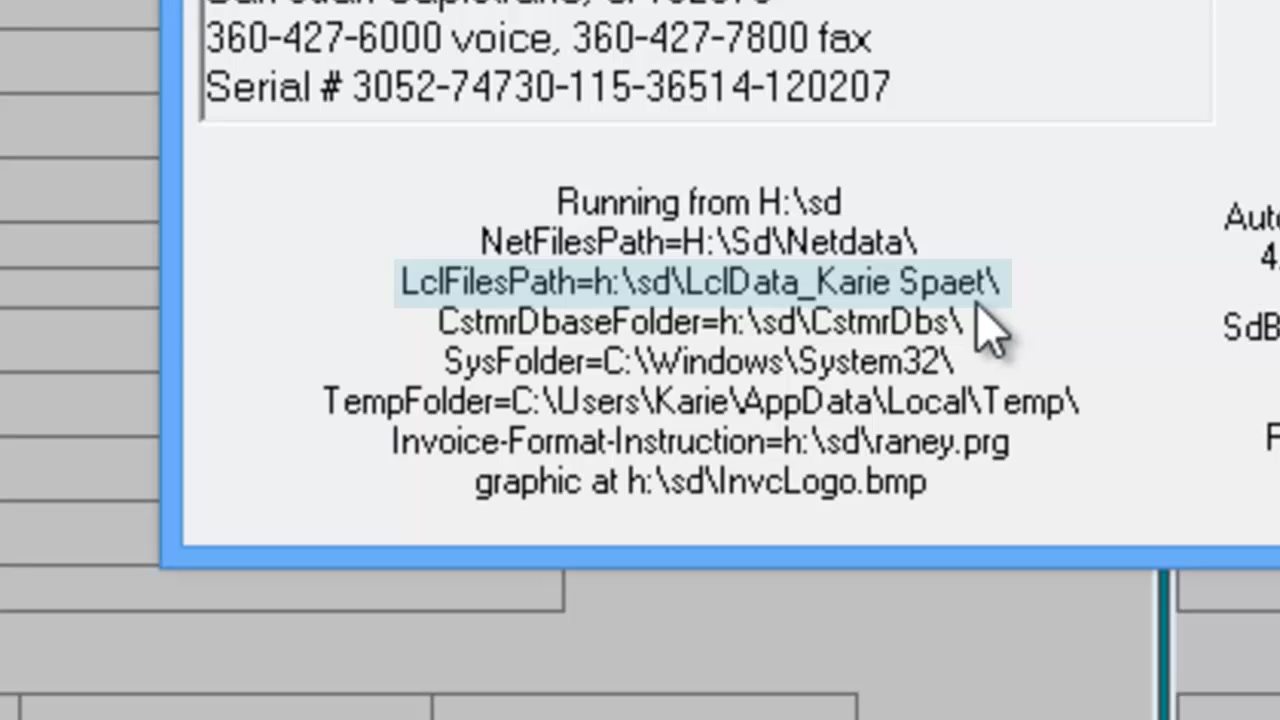 360-427-6000 voice, 360-427-7800 fax
Serial # 3052-74730-115-36514-120207
Running from H:\sd
NetFilesPath=H:\Sd\Netdata\
LclFilesPath=h:\sd\LclData_Karie Spaet\
CstmrDbaseFolder=h:\sd\CstmrDbs\
SysFolder=C:\Windows\System32\
TempFolder=C:\Users\Karie\AppData\Local\Temp\
Invoice-Format-Instruction=h:\sd\raney.prg
graphic at h:\sd\InvcLogo.bmp